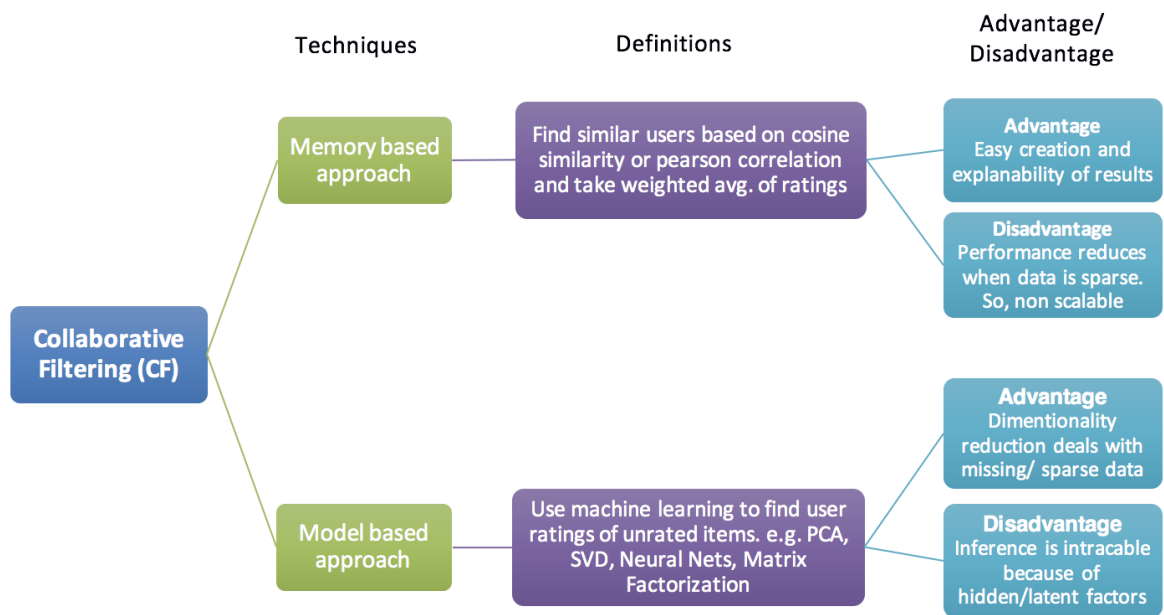 Techniques
Definitions
Advantage/
Disadvantage
Collaborative
Filtering (CF)
Memory based
approach
Find similar users based on cosine
similarity or pearson correlation
and take weighted avg. of ratings
Advantage
Easy creation and
explanability of results
Disadvantage
Performance reduces
when data is sparse.
So, non scalable
Model based
approach
Use machine learning to find user
ratings of unrated items. e.g. PCA,
SVD, Neural Nets, Matrix
Factorization
Advantage
Dimentionality
reduction deals with
missing/ sparse data
Disadvantage
Inference is intracable
because of
hidden/latent factors